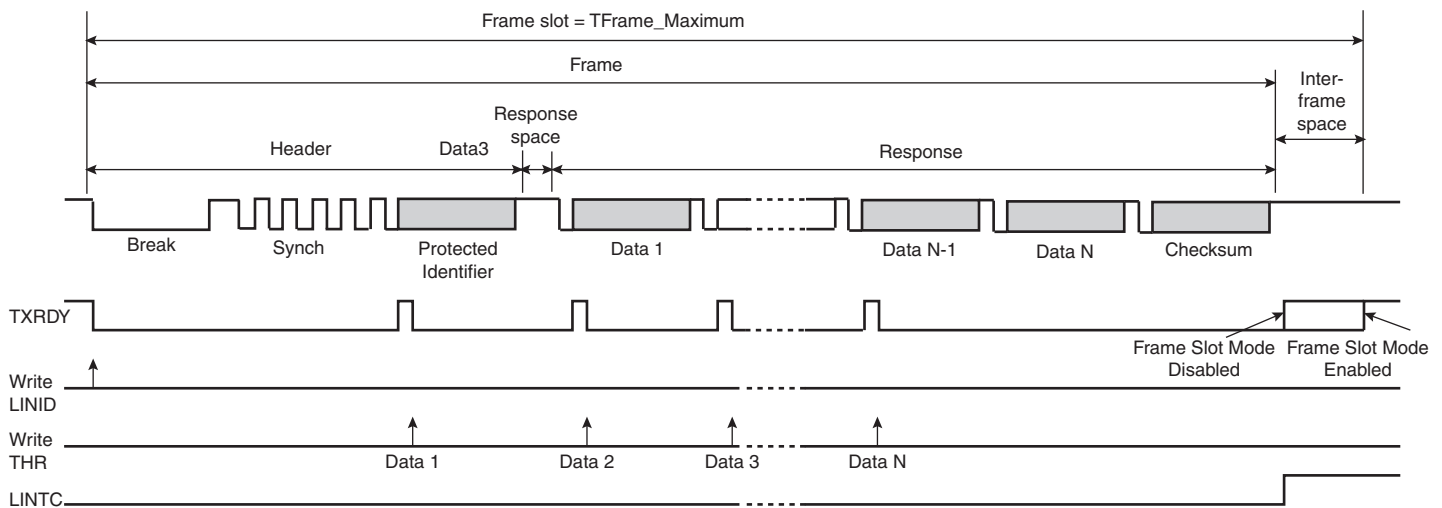 Frame slot = TFrame_Maximum
Frame
Inter-
frame
space
Response
space
Header
Data3
Response
Break
Synch
Protected
Identifier
Data 1
Data N-1
Data N
Checksum
TXRDY
Frame Slot Mode
Disabled
Frame Slot Mode
Enabled
Write
LINID
Write
THR
Data 1
Data 2
Data 3
Data N
LINTC